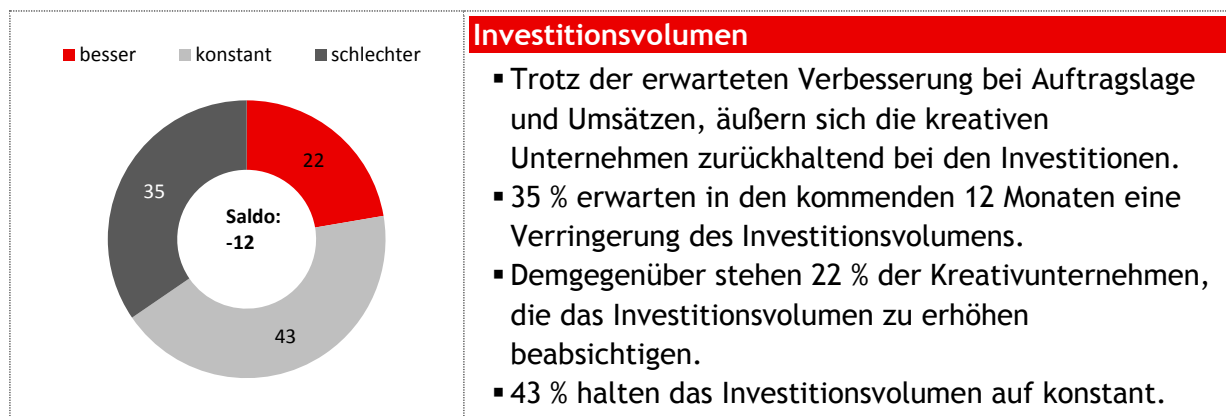 besser konstant schlechter
22
35
Saldo:
-12
43
Investitionsvolumen
▪ Trotz der erwarteten Verbesserung bei Auftragslage
und Umsätzen, äußern sich die kreativen
Unternehmen zurückhaltend bei den Investitionen.
▪ 35 % erwarten in den kommenden 12 Monaten eine
Verringerung des Investitionsvolumens.
▪ Demgegenüber stehen 22 % der Kreativunternehmen,
die das Investitionsvolumen zu erhöhen
beabsichtigen.
▪ 43 % halten das Investitionsvolumen auf konstant.